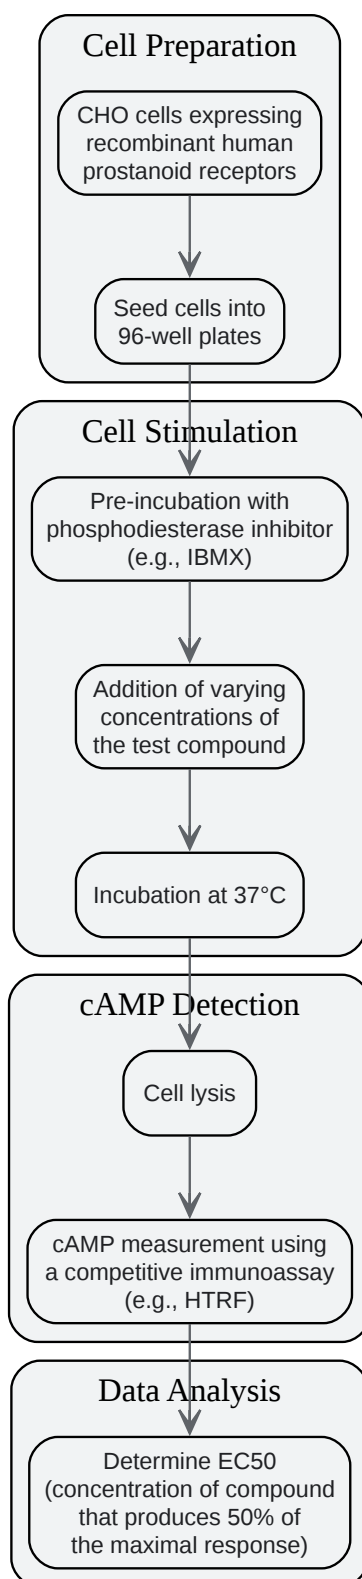 Cell Preparation
CHO cells expressing
recombinant human
prostanoid receptors
Seed cells into
96-well plates
Cell Stimulation
Pre-incubation with
phosphodiesterase inhibitor
(e.g., IBMX)
Addition of varying
concentrations of
the test compound
Incubation at 37°C
cAMP Detection
Cell lysis
cAMP measurement using
a competitive immunoassay
(e.g., HTRF)
Data Analysis
Determine EC50
(concentration of compound
that produces 50% of
the maximal response)